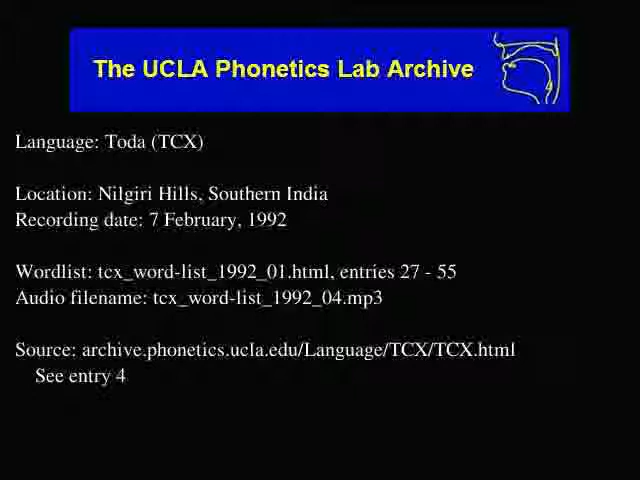 The UCLA Phonetics Lab Archive
Language: Toda (TCX)
Location: Nilgiri Hills, Southern India
Recording date: 7 February, 1992
Wordlist: tcx_word-list_1992_01.html, entries 27 - 55
Audio filename: tcx_word-list_1992_04.mp3
Source: archive.phonetics.ucla.edu/Language/TCX/TCX.html
See entry 4